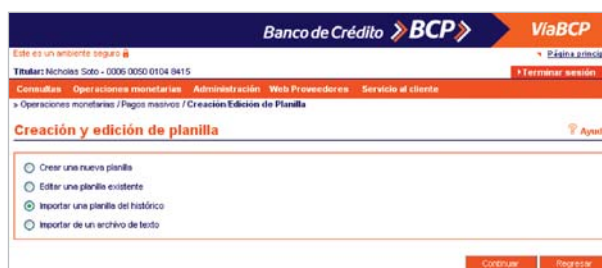 Banco de Crédito BCP
VíaBCP
Este es un ambiente seguro
Página princip
Titular: Nicholas Soto - 0006 0050 0104 8415
Terminar sesión
Consultas Operaciones monetarias Administración Web Proveedores Servicio al cliente
» Operaciones monetarias / Pagos masivos / Creación/Edición de Planilla
Creación y edición de planilla
Ayud
Crear una nueva planilla
Editar una planilla existente
Importar una planilla del histórico
Importar de un archivo de texto
Continuar Regresar